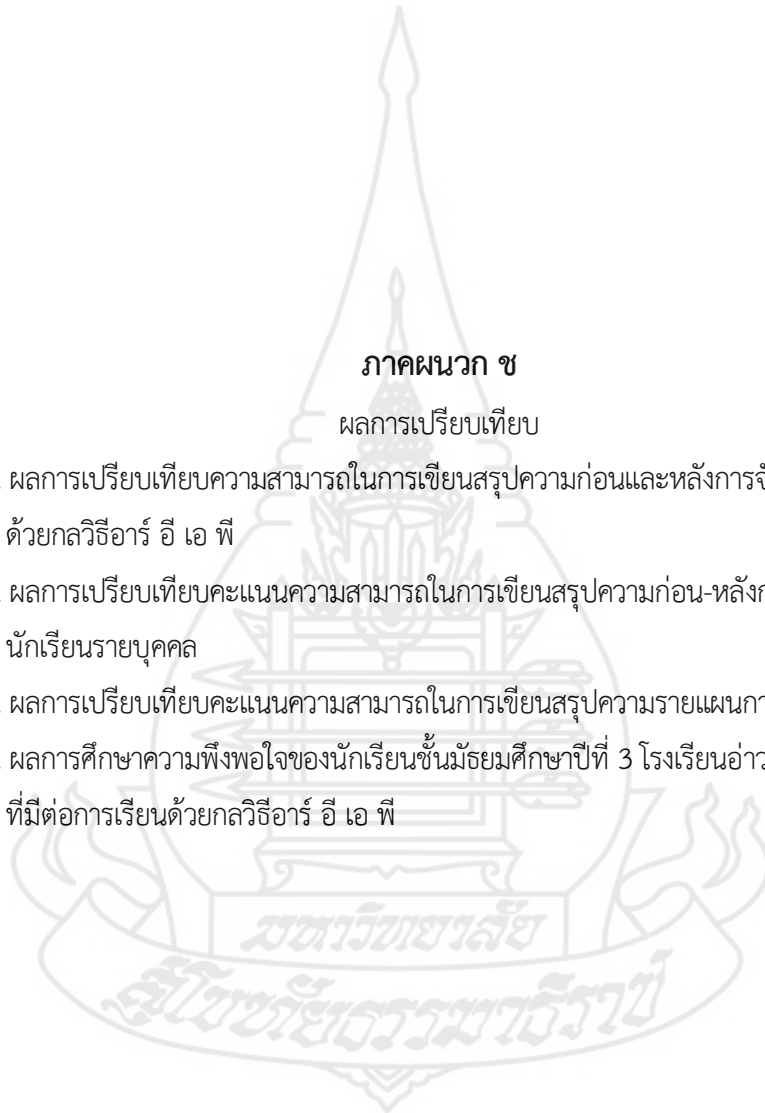 ภาคผนวก ช
ผลการเปรียบเทียบ
ผลการเปรียบเทียบความสามารถในการเขียนสรุปความก่อนและหลังการจ
ด้วยกลวิธีอาร์ อี เอ พี
ผลการเปรียบเทียบคะแนนความสามารถในการเขียนสรุปความก่อน-หลัง
นักเรียนรายบุคคล
ผลการเปรียบเทียบคะแนนความสามารถในการเขียนสรุปความรายแผนกา
ผลการศึกษาความพึงพอใจของนักเรียนชั้นมัธยมศึกษาปีที่ 3 โรงเรียนอ่าว
ที่มีต่อการเรียนด้วยกลวิธีอาร์ อี เอ พี
มหาวิทยาลัย
สุโขทัยธรรมาธิราช